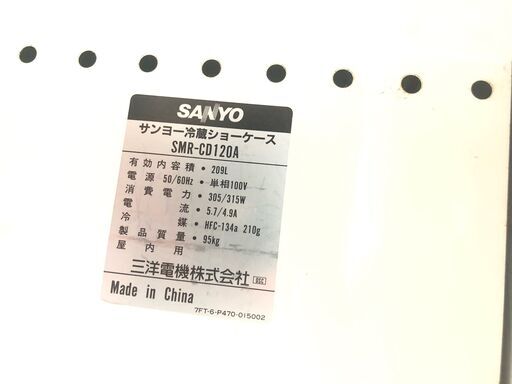 SANYO
サンヨー冷蔵ショーケース
SMR-CD120A
有効内容積・209L
電源 50/60Hz・単相100V
消費電力・305/315W
電流・5.7/4.9A
冷媒・HFC-134a 210g
製品質量・95kg
屋内用
三洋電機株式会社
Made in China
7FT-6-P470-015002